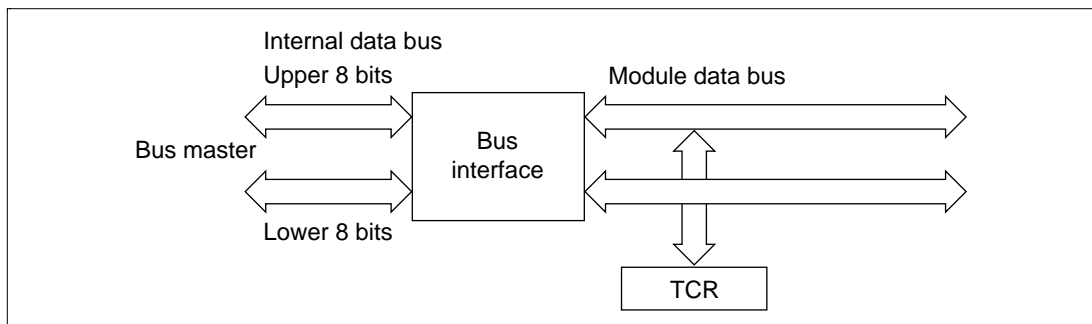 Internal data bus
Upper 8 bits
Module data bus
Bus master
Bus
interface
Lower 8 bits
TCR